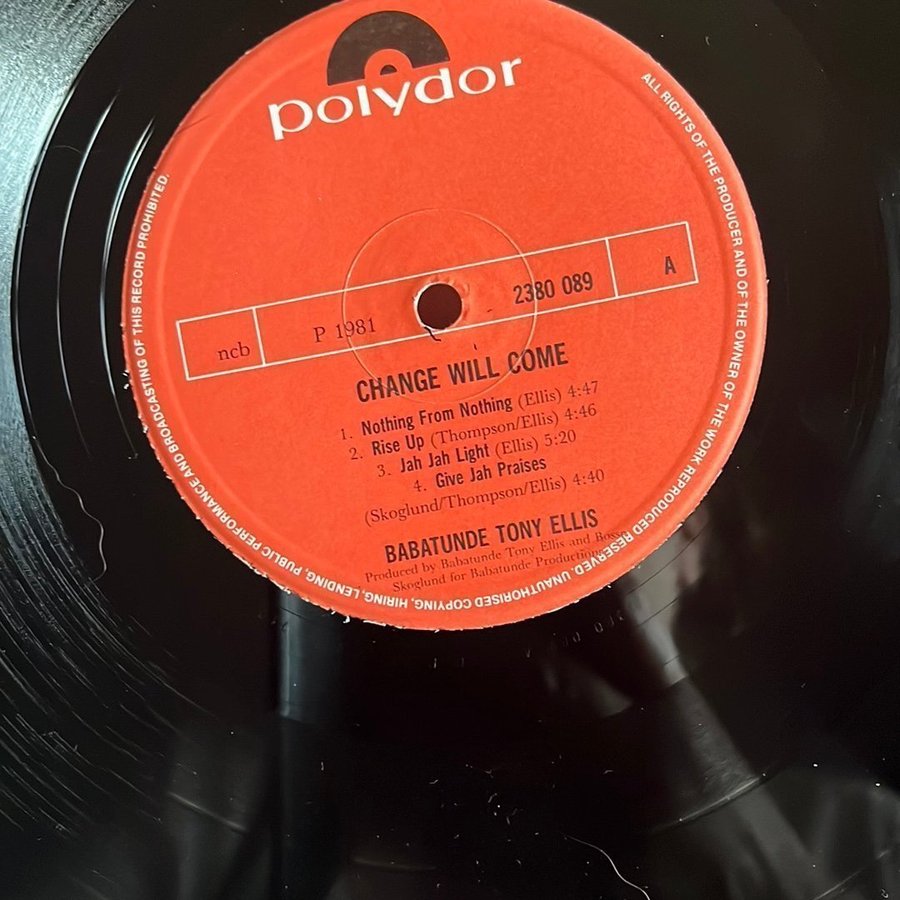 polydor
ncb P 1981 2380 089 A
CHANGE WILL COME
1. Nothing From Nothing (Ellis) 4:47
2. Rise Up (Thompson/Ellis) 4:46
3. Jah Jah Light (Ellis) 5:20
4. Give Jah Praises
(Skoglund/Thompson/Ellis) 4:40
BABATUNDE TONY ELLIS
Produced by Babatunde Tony Ellis and Bosse
Skoglund for Babatunde Productions
ALL RIGHTS OF THE PRODUCER AND OF THE OWNER OF THE WORK REPRODUCED RESERVED. UNAUTHORISED COPYING, HIRING, LENDING, PUBLIC PERFORMANCE AND BROADCASTING OF THIS RECORD PROHIBITED.